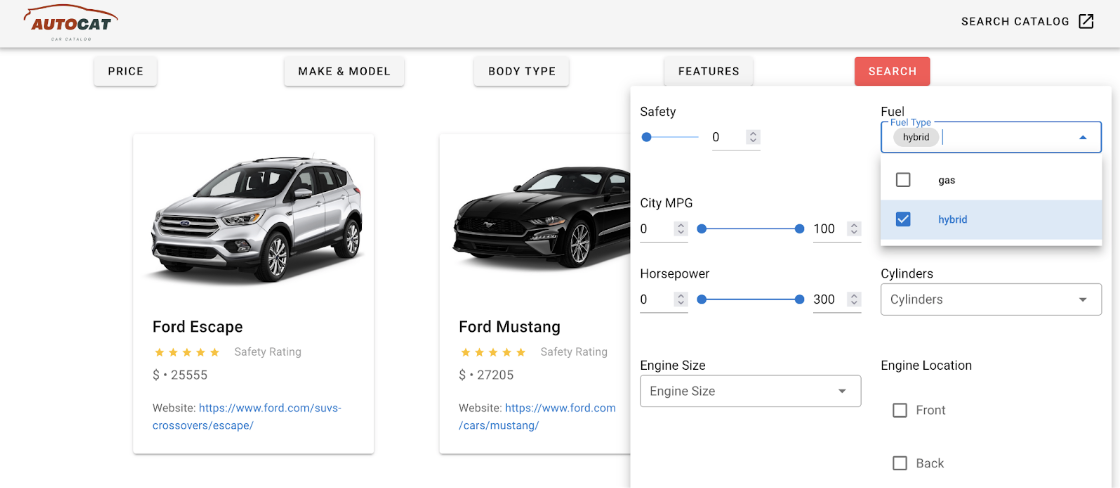 AUTOCAT
CAR CATALOG
SEARCH CATALOG
PRICE
MAKE & MODEL
BODY TYPE
FEATURES
SEARCH
Ford Escape
Safety Rating
$ • 25555
Website: https://www.ford.com/suvs-
crossovers/escape/
Ford Mustang
Safety Rating
$ • 27205
Website: https://www.ford.com
/cars/mustang/
Safety
0
Fuel
Fuel Type
hybrid
gas
hybrid
City MPG
0
100
Horsepower
0
300
Cylinders
Cylinders
Engine Size
Engine Size
Engine Location
Front
Back